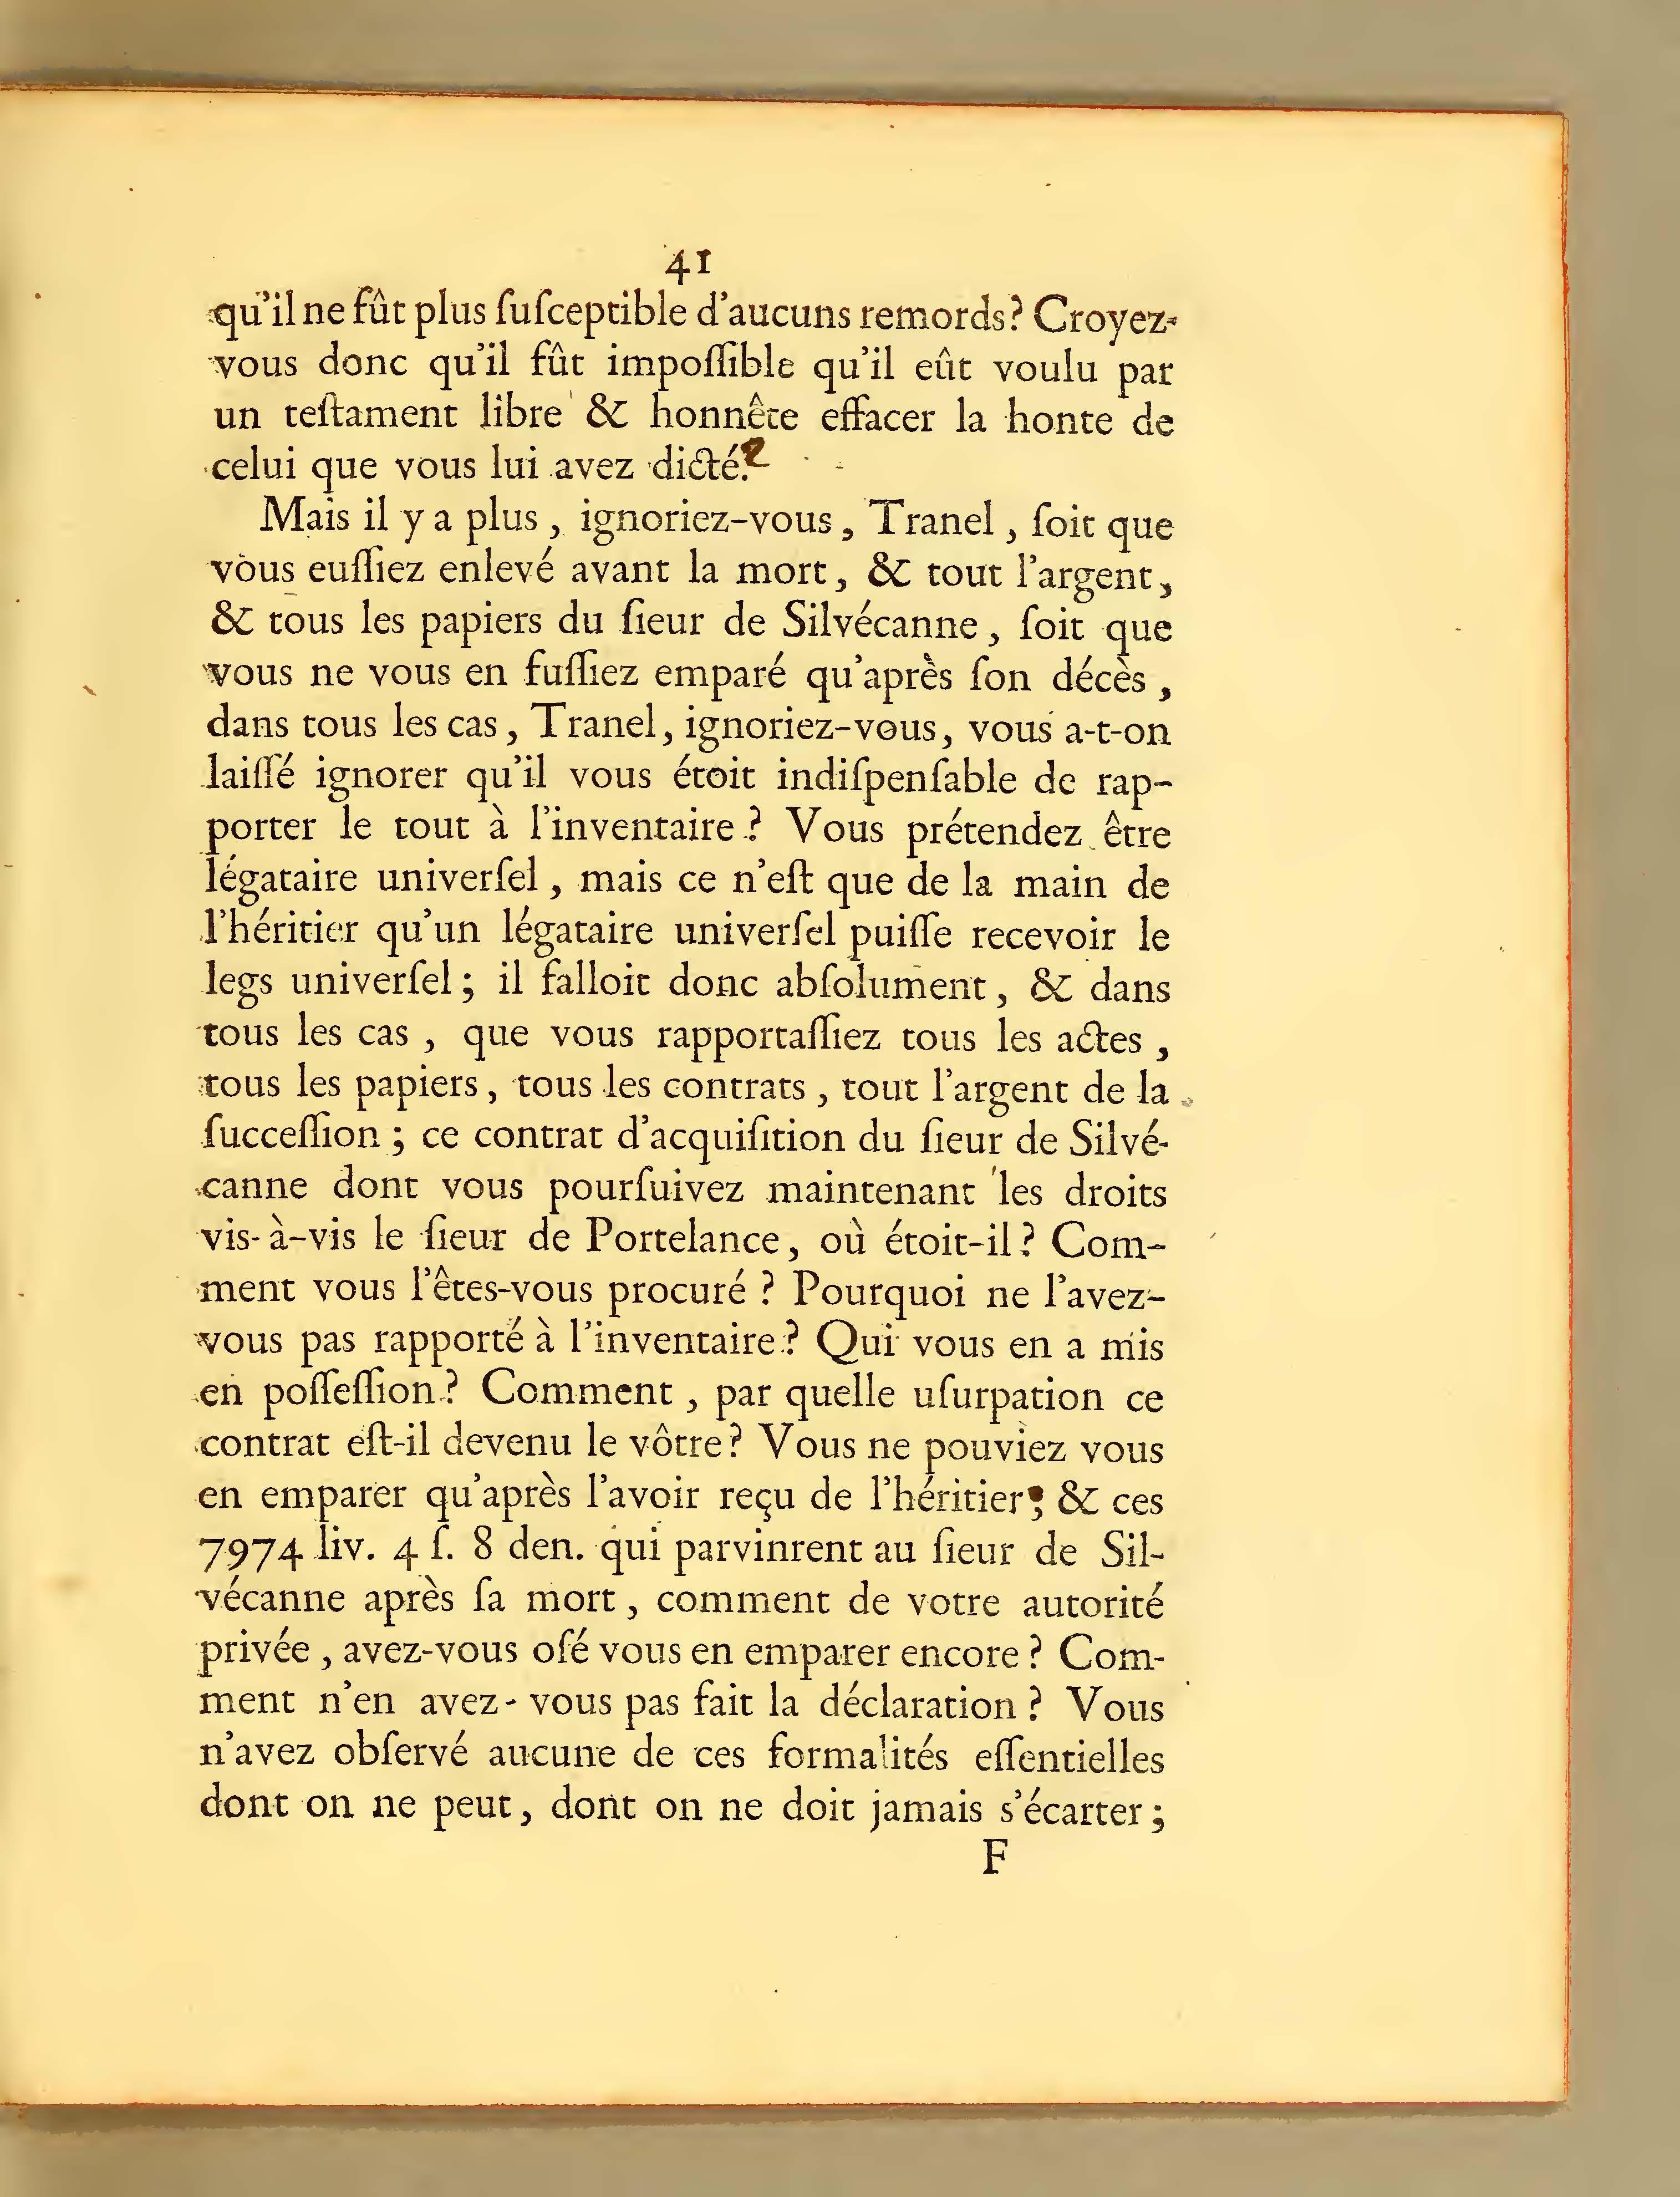 41
qu'il ne fût plus ſuſceptible d'aucuns remords? Croyez-
vous donc qu'il fût impoſſible qu'il eût voulu par
un teſtament libre & honnête effacer la honte de
celui que vous lui avez dicté?
Mais il y a plus, ignoriez-vous, Tranel, ſoit que
vous euſſiez enlevé avant la mort, & tout l'argent,
& tous les papiers du ſieur de Silvécanne, ſoit que
vous ne vous en fuſſiez emparé qu'après ſon décès,
dans tous les cas, Tranel, ignoriez-vous, vous a-t-on
laiſſé ignorer qu'il vous étoit indiſpenſable de rap-
porter le tout à l'inventaire? Vous prétendez être
légataire univerſel, mais ce n'eſt que de la main de
l'héritier qu'un légataire univerſel puiſſe recevoir le
legs univerſel; il falloit donc abſolument, & dans
tous les cas, que vous rapportaſſiez tous les actes,
tous les papiers, tous les contrats, tout l'argent de la
ſucceſſion; ce contrat d'acquiſition du ſieur de Silvé-
canne dont vous pourſuivez maintenant les droits
vis-à-vis le ſieur de Portelance, où étoit-il? Com-
ment vous l'êtes-vous procuré? Pourquoi ne l'avez-
vous pas rapporté à l'inventaire? Qui vous en a mis
en poſſeſſion? Comment, par quelle uſurpation ce
contrat eſt-il devenu le vôtre? Vous ne pouviez vous
en emparer qu'après l'avoir reçu de l'héritier; & ces
7974 liv. 4 ſ. 8 den. qui parvinrent au ſieur de Sil-
vécanne après ſa mort, comment de votre autorité
privée, avez-vous oſé vous en emparer encore? Com-
ment n'en avez-vous pas fait la déclaration? Vous
n'avez obſervé aucune de ces formalités eſſentielles
dont on ne peut, dont on ne doit jamais s'écarter;
F